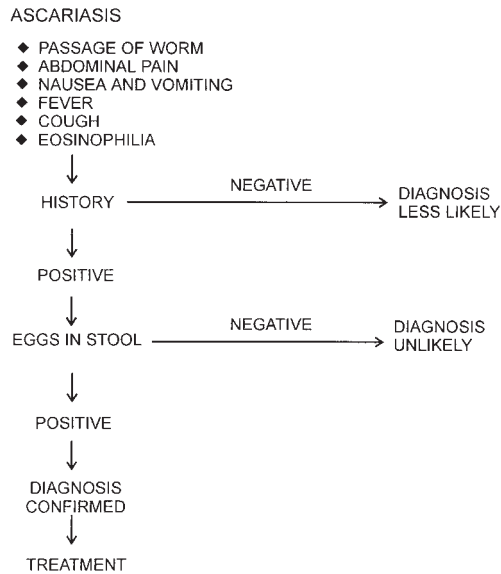 ASCARIASIS
◆ PASSAGE OF WORM
◆ ABDOMINAL PAIN
◆ NAUSEA AND VOMITING
◆ FEVER
◆ COUGH
◆ EOSINOPHILIA
HISTORY
NEGATIVE
DIAGNOSIS
LESS LIKELY
POSITIVE
EGGS IN STOOL
NEGATIVE
DIAGNOSIS
UNLIKELY
POSITIVE
DIAGNOSIS
CONFIRMED
TREATMENT